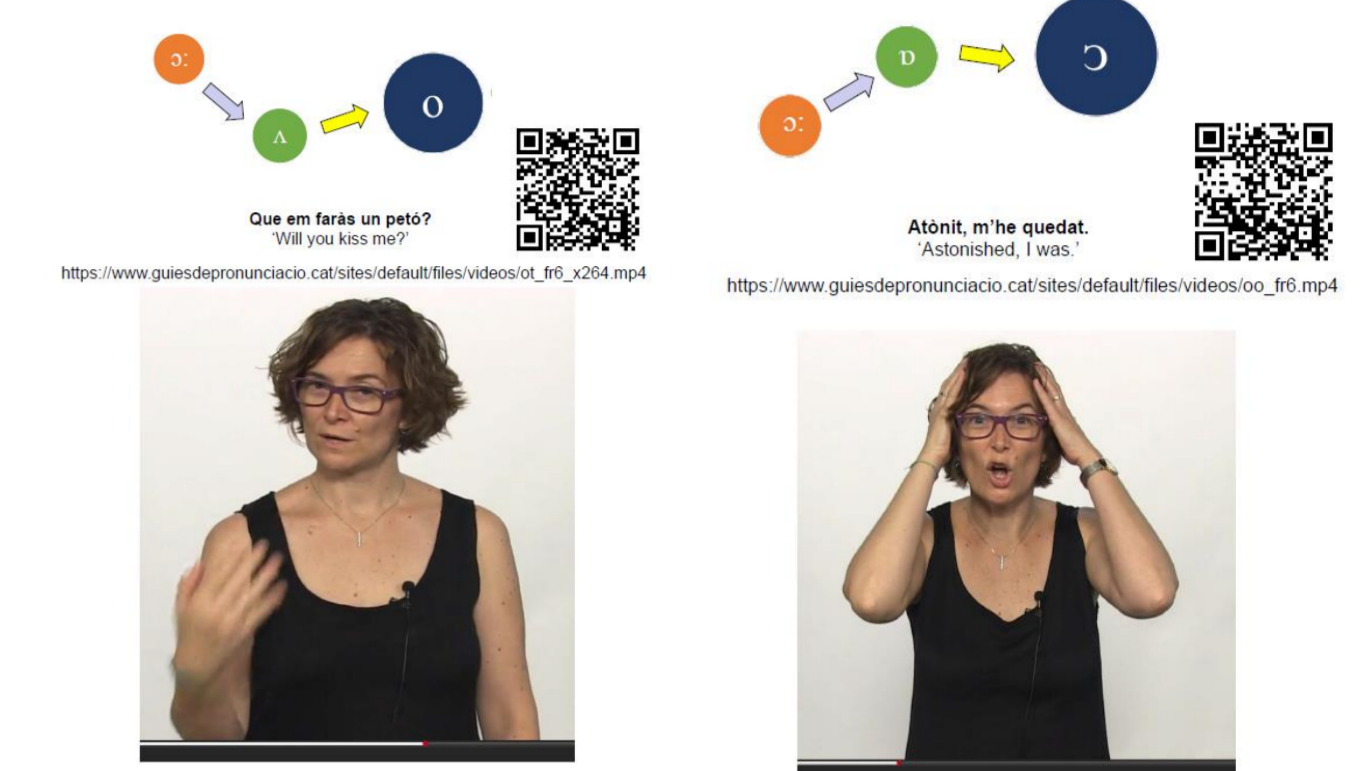 ɔː
ʌ
o
Que em faràs un petó?
'Will you kiss me?'
https://www.guiesdepronunciacio.cat/sites/default/files/videos/ot_fr6_x264.mp4
ɔː
ɒ
ɔ
Atònit, m'he quedat.
'Astonished, I was.'
https://www.guiesdepronunciacio.cat/sites/default/files/videos/oo_fr6.mp4